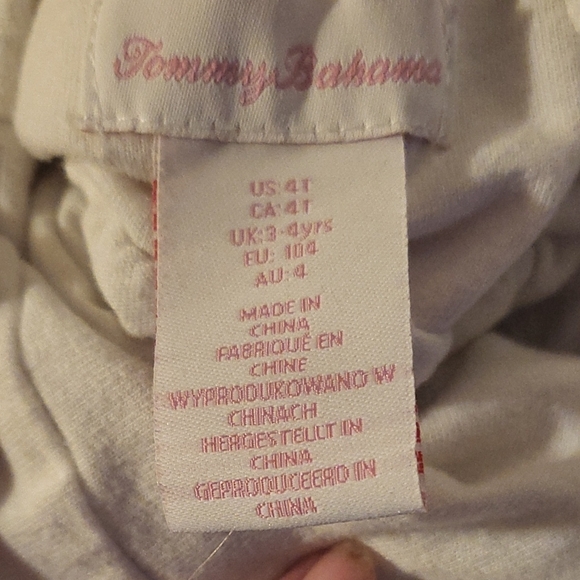 Tommy Bahama
US: 4T
CA: 4T
UK: 3-4yrs
EU: 104
AU: 4
MADE IN
CHINA
FABRIQUÉ EN
CHINE
WYPRODUKOWANO W
CHINACH
HERGESTELLT IN
CHINA
GEPRODUCEERD IN
CHINA